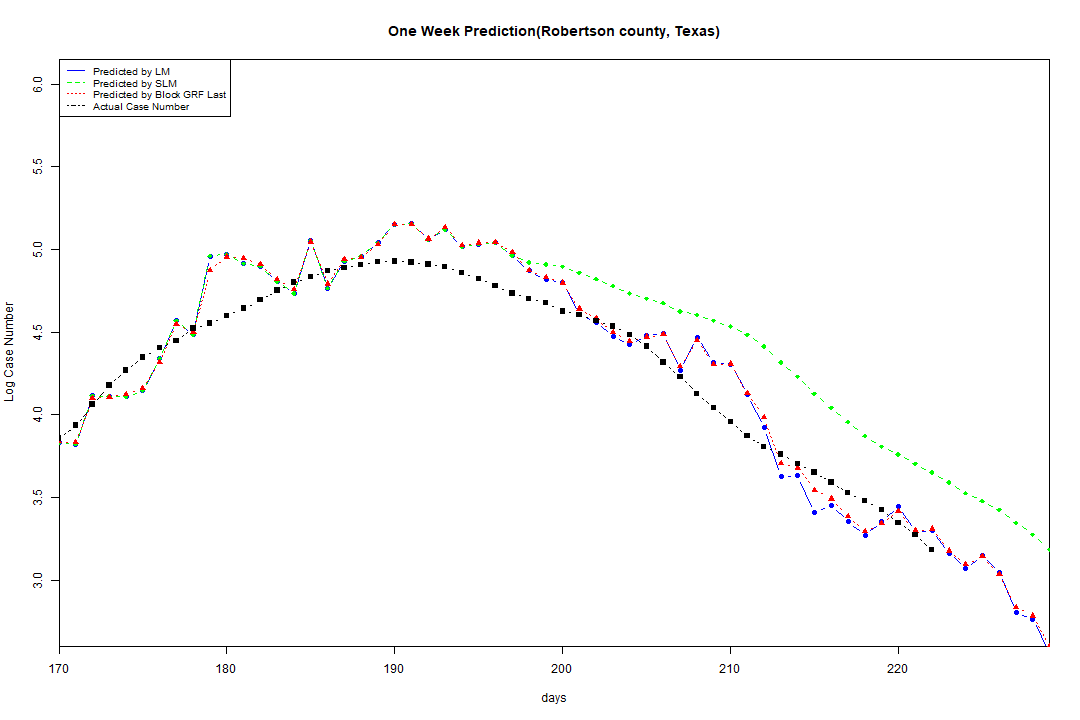 One Week Prediction(Robertson county, Texas)
Predicted by LM
Predicted by SLM
Predicted by Block GRF Last
Actual Case Number
6.0
5.5
5.0
4.5
4.0
3.5
3.0
Log Case Number
170 180 190 200 210 220
days